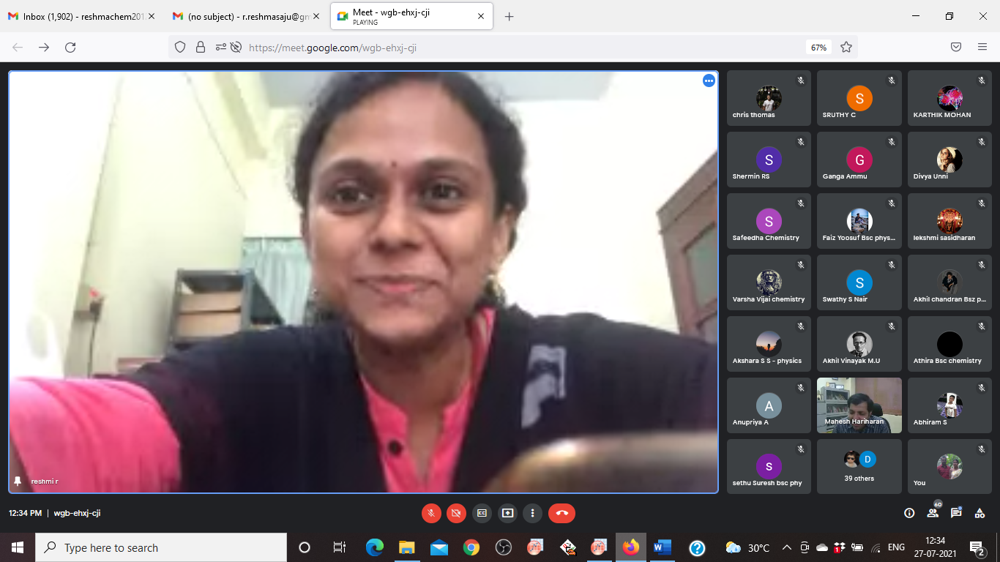 Inbox (1,902) - reshmachem201
(no subject) - r.reshmasaju@gm
Meet - wgb-ehxj-cji
PLAYING
https://meet.google.com/wgb-ehxj-cji
67%
chris thomas
S
SRUTHY C
KARTHIK MOHAN
S
Shermin RS
G
Ganga Ammu
Divya Unni
S
Safeedha Chemistry
Faiz Yoosuf Bsc phys...
lekshmi sasidharan
Varsha Vijai chemistry
S
Swathy S Nair
Akhil chandran Bsz p...
Akshara S S - physics
Akhil Vinayak M.U
Athira Bsc chemistry
A
Anupriya A
Mahesh Hariharan
Abhiram S
s
sethu Suresh bsc phy
D
39 others
You
reshmi r
12:34 PM | wgb-ehxj-cji
60
Type here to search
30°C
ENG
12:34
27-07-2021
2